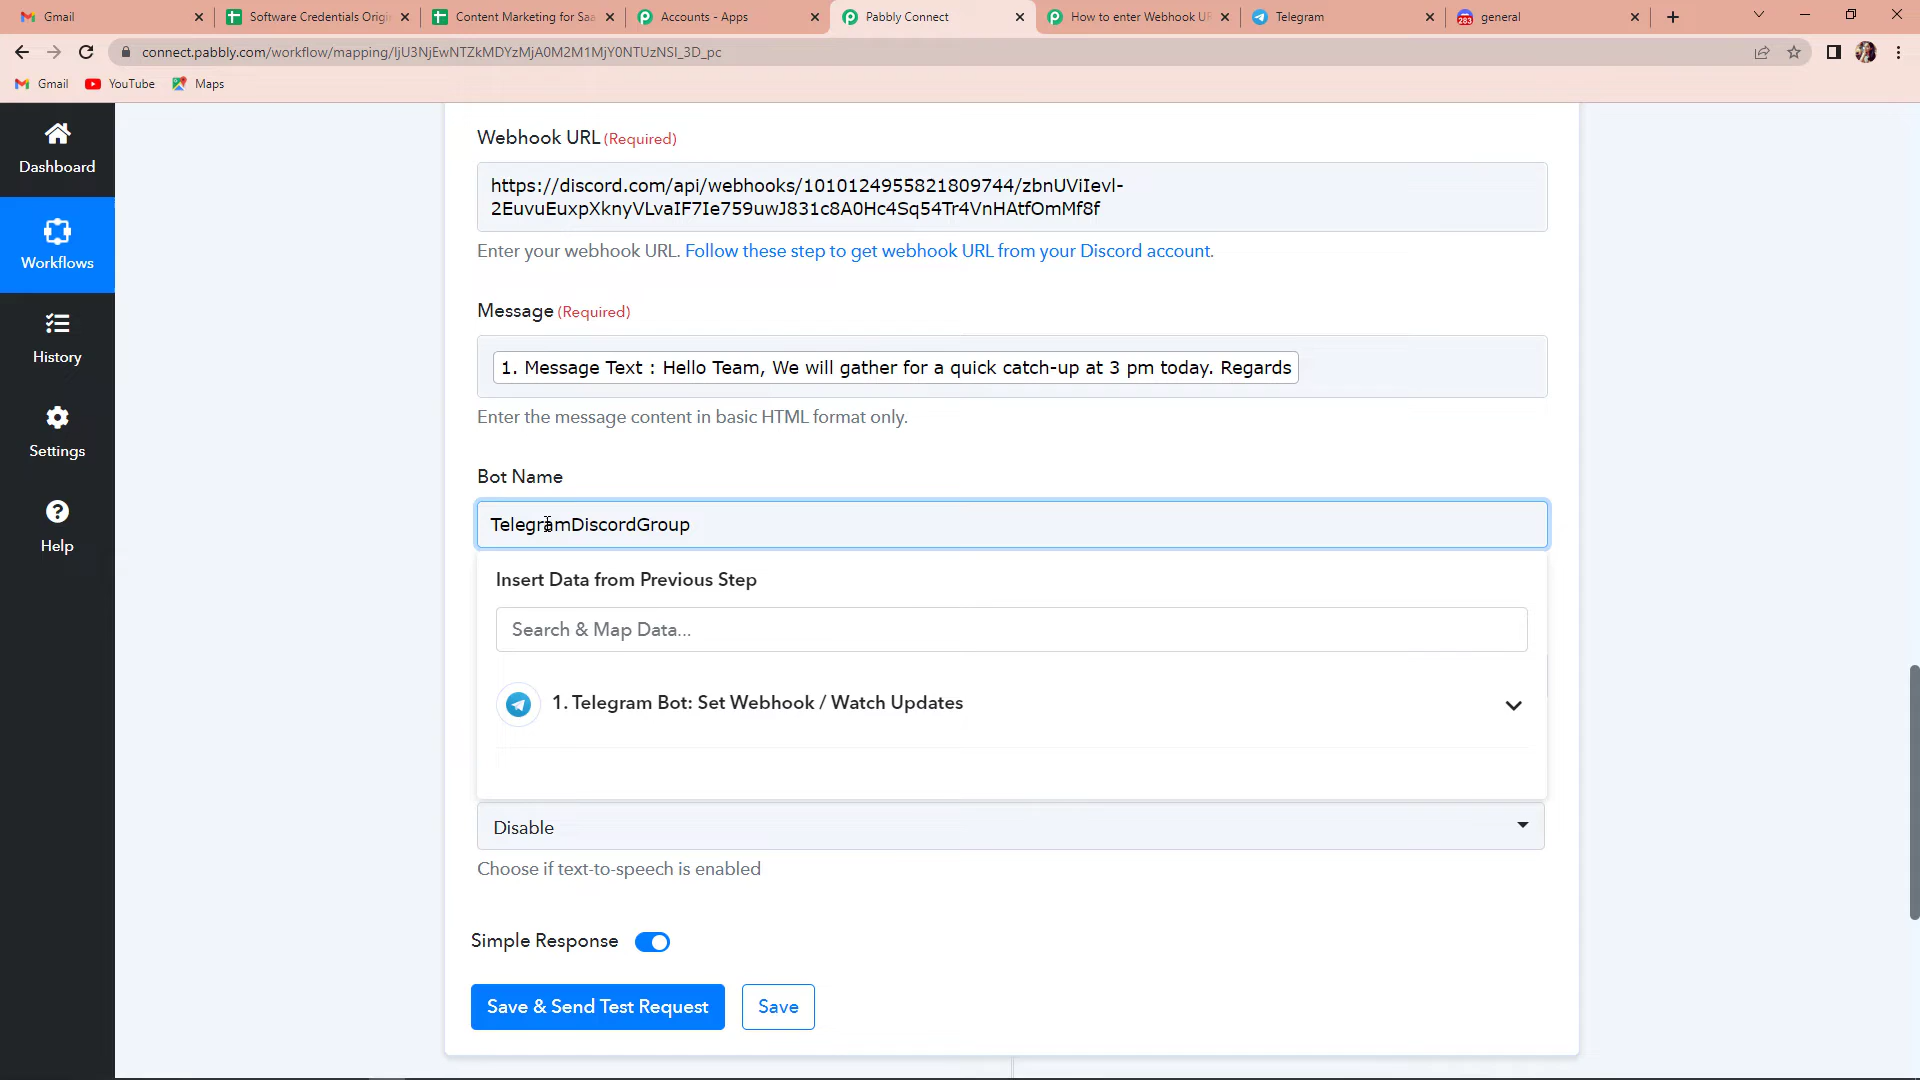 Gmail
Software Credentials Origi
Content Marketing for Saa
Accounts - Apps
Pabbly Connect
How to enter Webhook UR
Telegram
283
general
connect.pabbly.com/workflow/mapping/IjU3NjEwNTZkMDYzMjA0M2M1MjY0NTUzNSI_3D_pc
Gmail
YouTube
Maps
Dashboard
Workflows
History
Settings
Help
Webhook URL (Required)
https://discord.com/api/webhooks/1010124955821809744/zbnUViIevl-
2EuvuEuxpXknyVLvaIF7Ie759uwJ831c8A0Hc4Sq54Tr4VnHAtfOmMf8f
Enter your webhook URL. Follow these step to get webhook URL from your Discord account.
Message (Required)
1. Message Text : Hello Team, We will gather for a quick catch-up at 3 pm today. Regards
Enter the message content in basic HTML format only.
Bot Name
TelegramDiscordGroup
Insert Data from Previous Step
Search & Map Data...
1. Telegram Bot: Set Webhook / Watch Updates
Disable
Choose if text-to-speech is enabled
Simple Response
Save & Send Test Request
Save